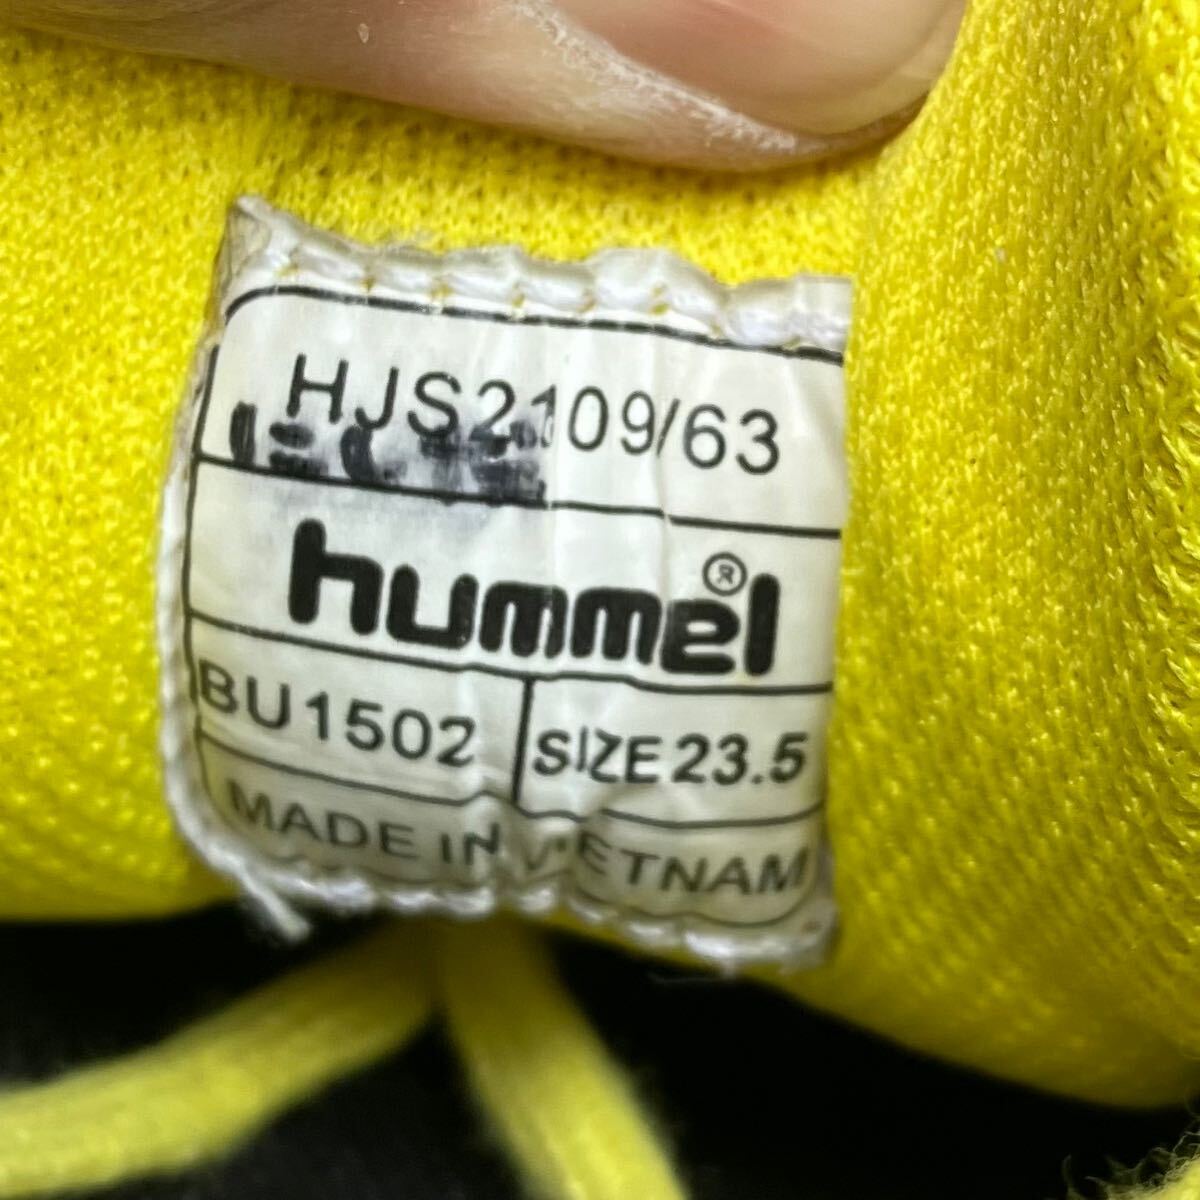 HJS2109/63
hummel®
BU1502
SIZE 23.5
MADE IN VIETNAM